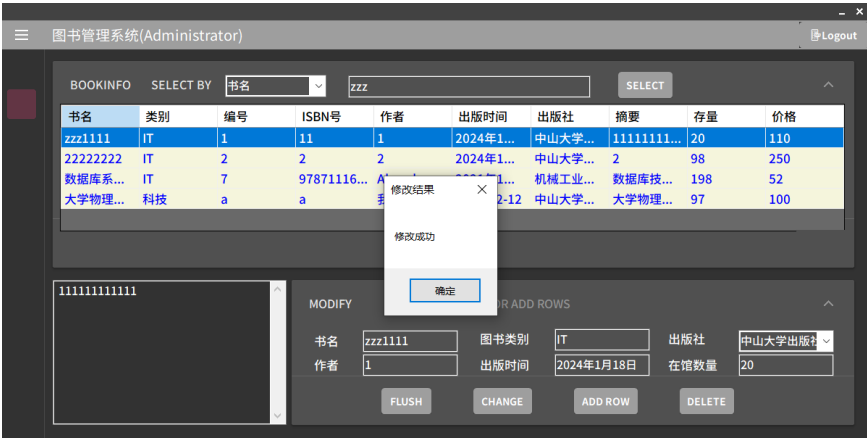 图书管理系统(Administrator) Logout
BOOKINFO SELECT BY 书名 zzz SELECT
书名 类别 编号 ISBN号 作者 出版时间 出版社 摘要 存量 价格
zzz1111 IT 1 11 1 2024年1... 中山大学... 11111111... 20 110
22222222 IT 2 2 2 2024年1... 中山大学... 2 98 250
数据库系... IT 7 97871116... 机械工业... 数据库技... 198 52
大学物理... 科技 a a 2-12 中山大学... 大学物理... 97 100
修改结果
修改成功
确定
111111111111
MODIFY OR ADD ROWS
书名 zzz1111 图书类别 IT 出版社 中山大学出版社
作者 1 出版时间 2024年1月18日 在馆数量 20
FLUSH CHANGE ADD ROW DELETE